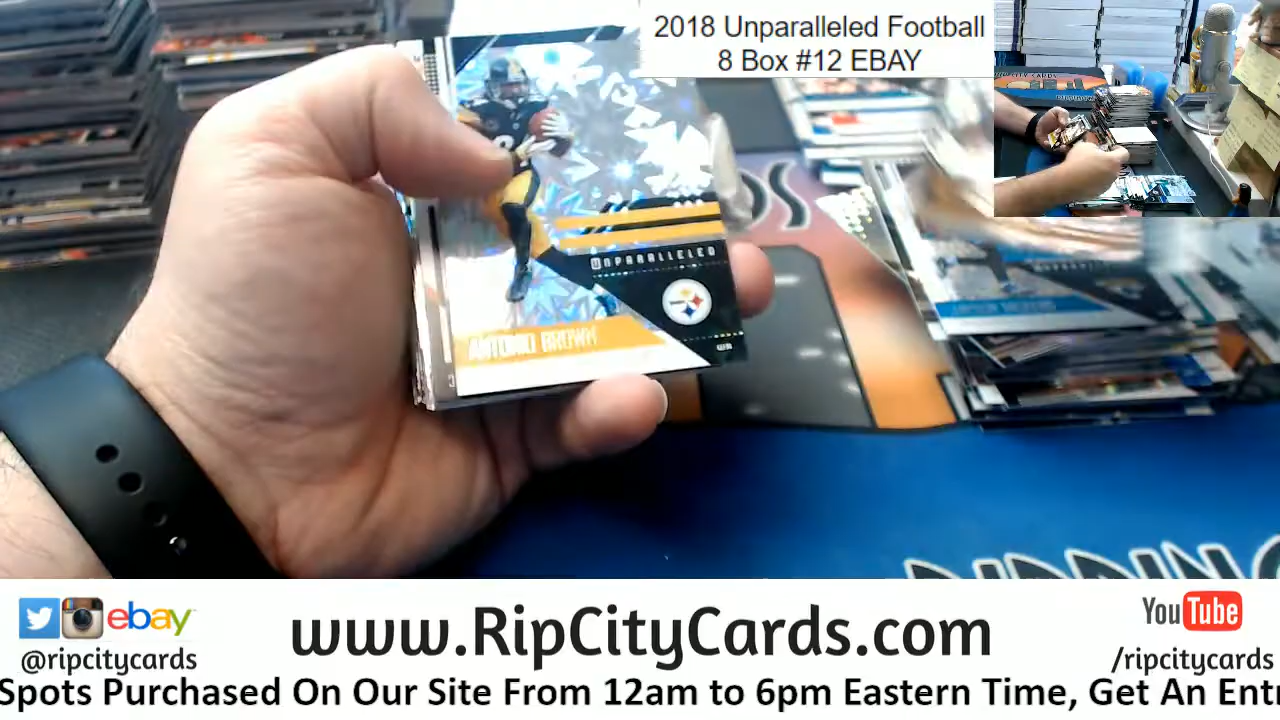 2018 Unparalleled Football
8 Box #12 EBAY
UNPARALLELED
ANTONIO BROWN
WR
ebay
@ripcitycards
www.RipCityCards.com
YouTube
/ripcitycards
Spots Purchased On Our Site From 12am to 6pm Eastern Time, Get An Entr